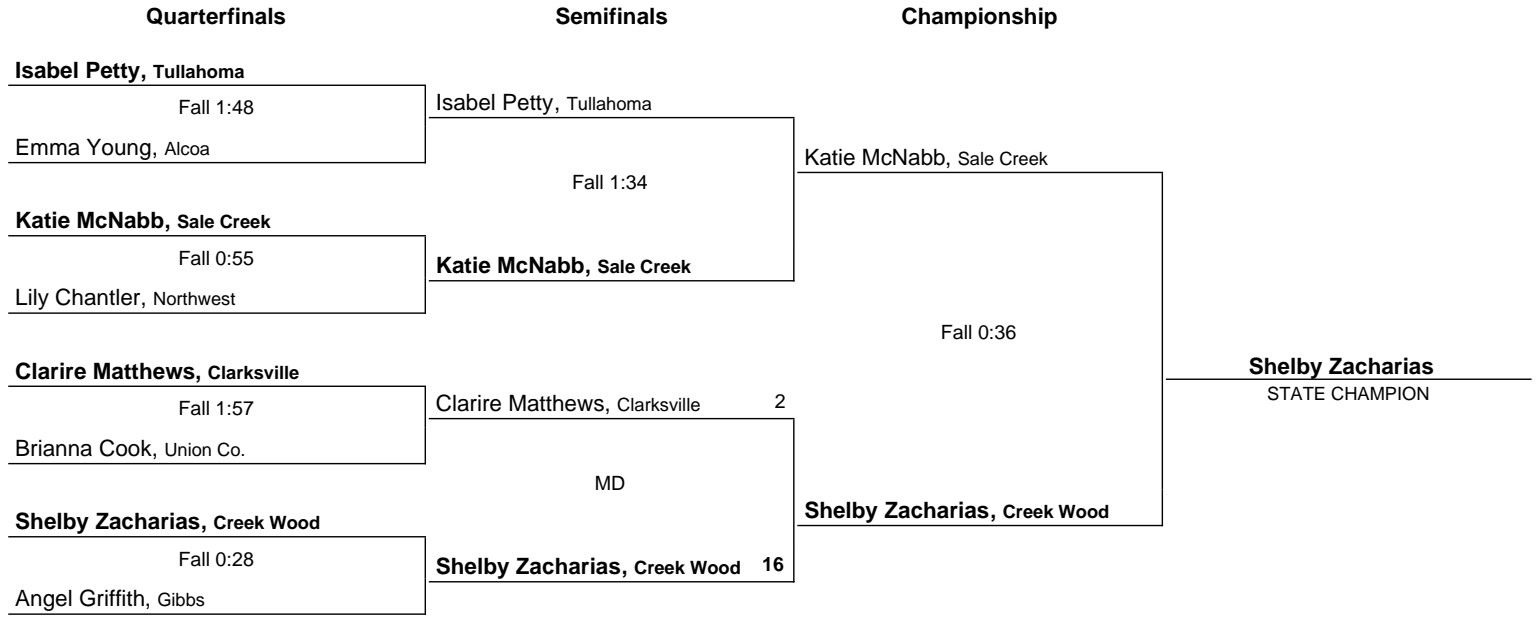 Quarterfinals Semifinals Championship
Isabel Petty, Tullahoma
Fall 1:48
Emma Young, Alcoa
Katie McNabb, Sale Creek
Fall 0:55
Lily Chantler, Northwest
Clarire Matthews, Clarksville
Fall 1:57
Brianna Cook, Union Co.
Shelby Zacharias, Creek Wood
Fall 0:28
Angel Griffith, Gibbs
Isabel Petty, Tullahoma
Fall 1:34
Katie McNabb, Sale Creek
Clarire Matthews, Clarksville 2
MD
Shelby Zacharias, Creek Wood 16
Katie McNabb, Sale Creek
Fall 0:36
Shelby Zacharias, Creek Wood
Shelby Zacharias
STATE CHAMPION